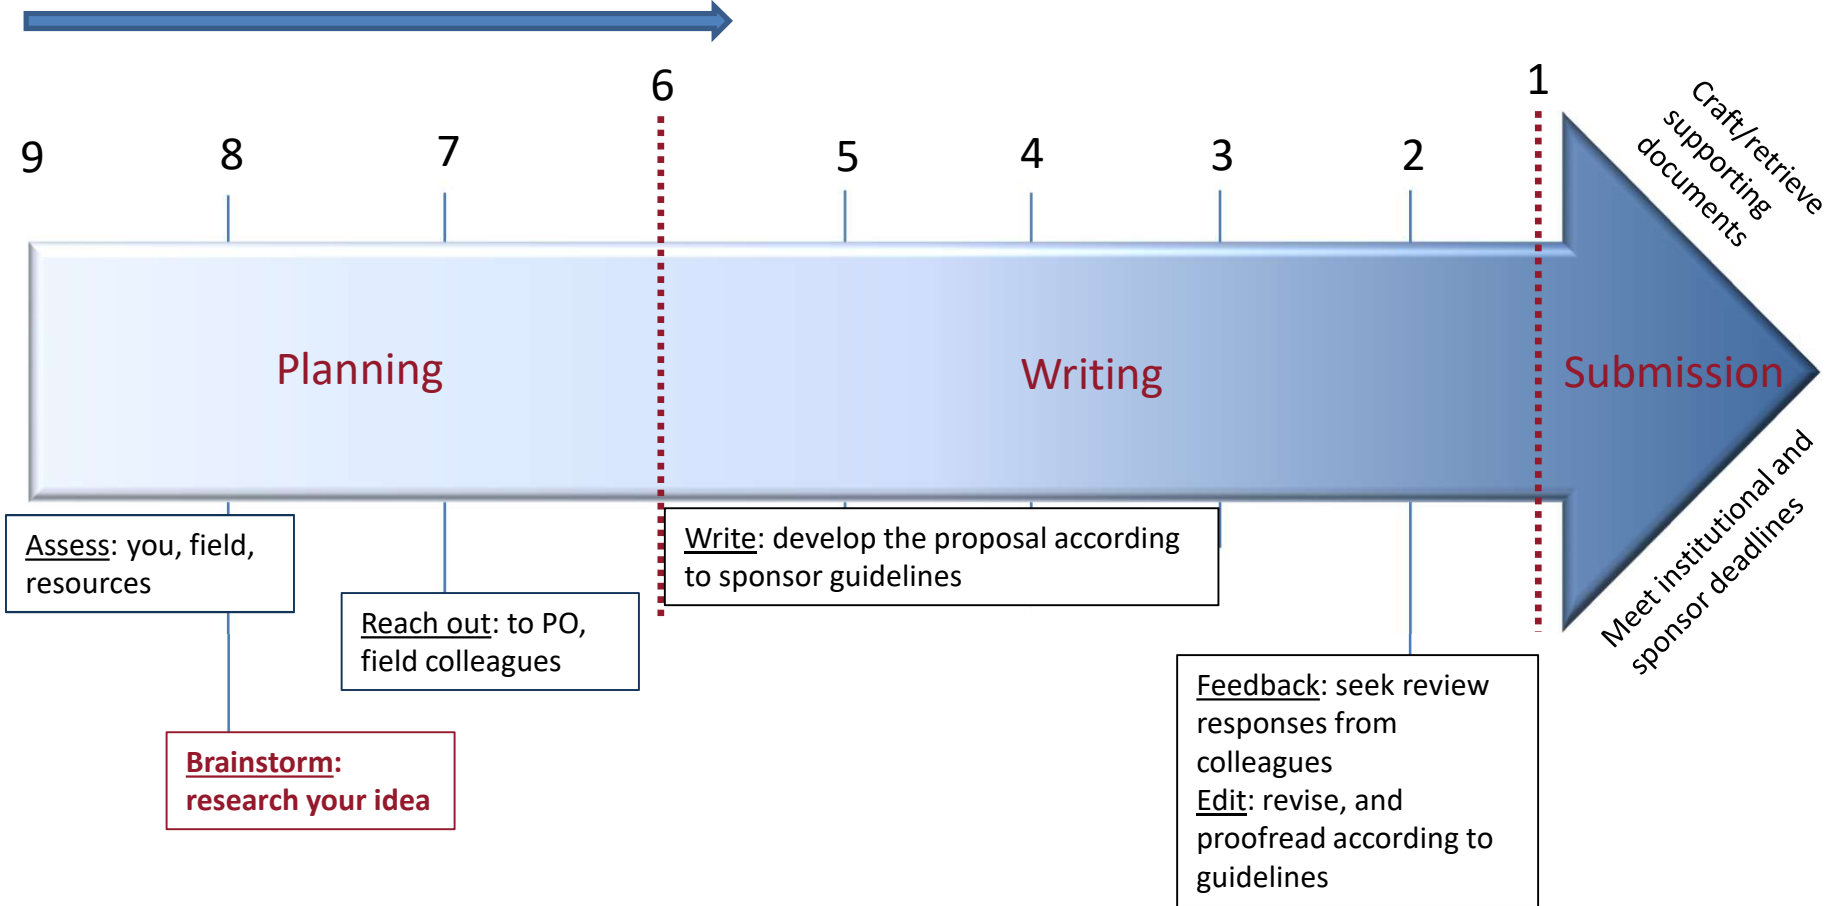 9
8
7
6
5
4
3
2
1
Planning
Writing
Submission
Craft/retrieve
supporting
documents
Meet institutional and
sponsor deadlines
Assess: you, field,
resources
Brainstorm:
research your idea
Reach out: to PO,
field colleagues
Write: develop the proposal according
to sponsor guidelines
Feedback: seek review
responses from
colleagues
Edit: revise, and
proofread according to
guidelines